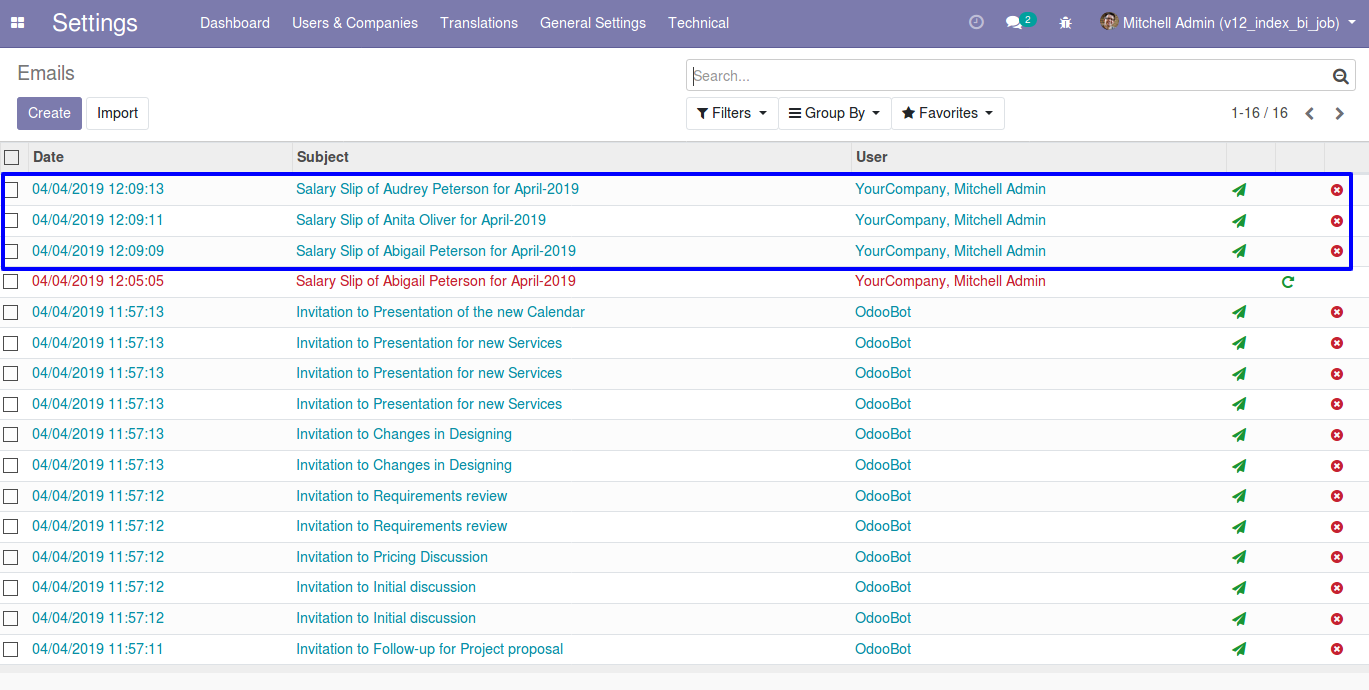 Settings Dashboard Users & Companies Translations General Settings Technical 2 Mitchell Admin (v12_index_bi_job)
Emails
Search...
Create Import Filters Group By Favorites 1-16 / 16
Date Subject User
04/04/2019 12:09:13 Salary Slip of Audrey Peterson for April-2019 YourCompany, Mitchell Admin
04/04/2019 12:09:11 Salary Slip of Anita Oliver for April-2019 YourCompany, Mitchell Admin
04/04/2019 12:09:09 Salary Slip of Abigail Peterson for April-2019 YourCompany, Mitchell Admin
04/04/2019 12:05:05 Salary Slip of Abigail Peterson for April-2019 YourCompany, Mitchell Admin
04/04/2019 11:57:13 Invitation to Presentation of the new Calendar OdooBot
04/04/2019 11:57:13 Invitation to Presentation for new Services OdooBot
04/04/2019 11:57:13 Invitation to Presentation for new Services OdooBot
04/04/2019 11:57:13 Invitation to Presentation for new Services OdooBot
04/04/2019 11:57:13 Invitation to Changes in Designing OdooBot
04/04/2019 11:57:13 Invitation to Changes in Designing OdooBot
04/04/2019 11:57:12 Invitation to Requirements review OdooBot
04/04/2019 11:57:12 Invitation to Requirements review OdooBot
04/04/2019 11:57:12 Invitation to Pricing Discussion OdooBot
04/04/2019 11:57:12 Invitation to Initial discussion OdooBot
04/04/2019 11:57:12 Invitation to Initial discussion OdooBot
04/04/2019 11:57:11 Invitation to Follow-up for Project proposal OdooBot